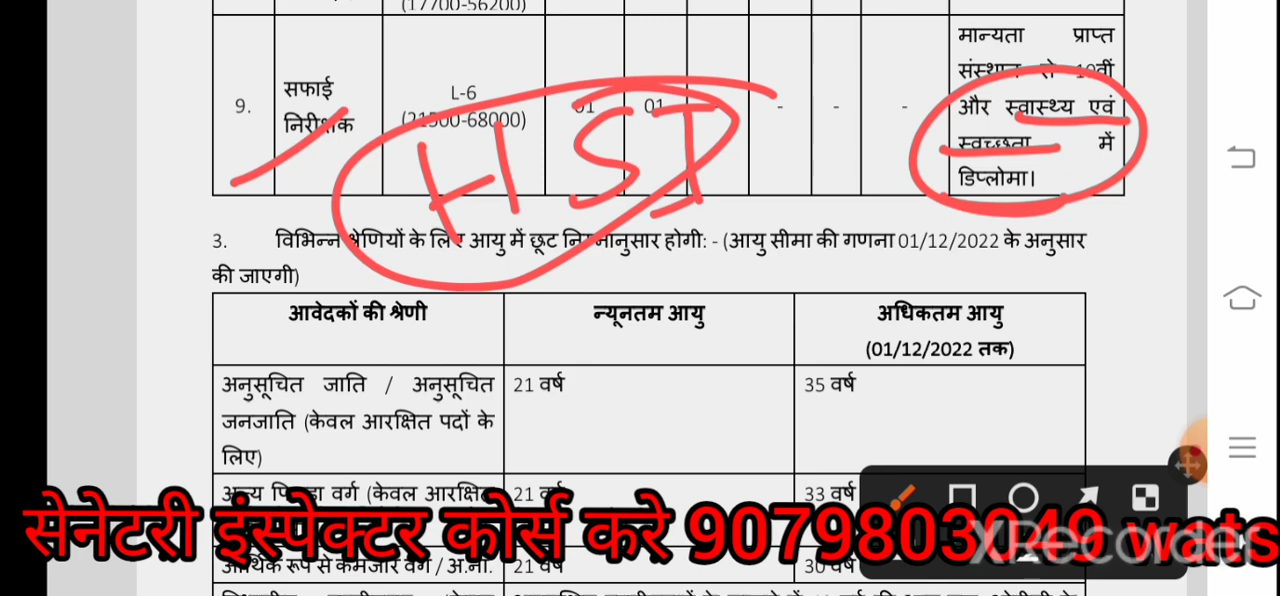 (17700-56200)
9. सफाई निरीक्षक L-6 (21500-68000) 01 01 - - - - मान्यता प्राप्त संस्थान से 10वीं और स्वास्थ्य एवं स्वच्छता में डिप्लोमा।
HSI
3. विभिन्न श्रेणियों के लिए आयु में छूट निम्नानुसार होगी: - (आयु सीमा की गणना 01/12/2022 के अनुसार
की जाएगी)
आवेदकों की श्रेणी न्यूनतम आयु अधिकतम आयु
(01/12/2022 तक)
अनुसूचित जाति / अनुसूचित 21 वर्ष 35 वर्ष
जनजाति (केवल आरक्षित पदों के
लिए)
अन्य पिछड़ा वर्ग (केवल आरक्षित 21 वर्ष 33 वर्ष
सेनेटरी इंस्पेक्टर कोर्स करे 9079803049 wats
XRecorder
आर्थिक रूप से कमजोर वर्ग / अ.ना. 21 वर्ष 30 वर्ष